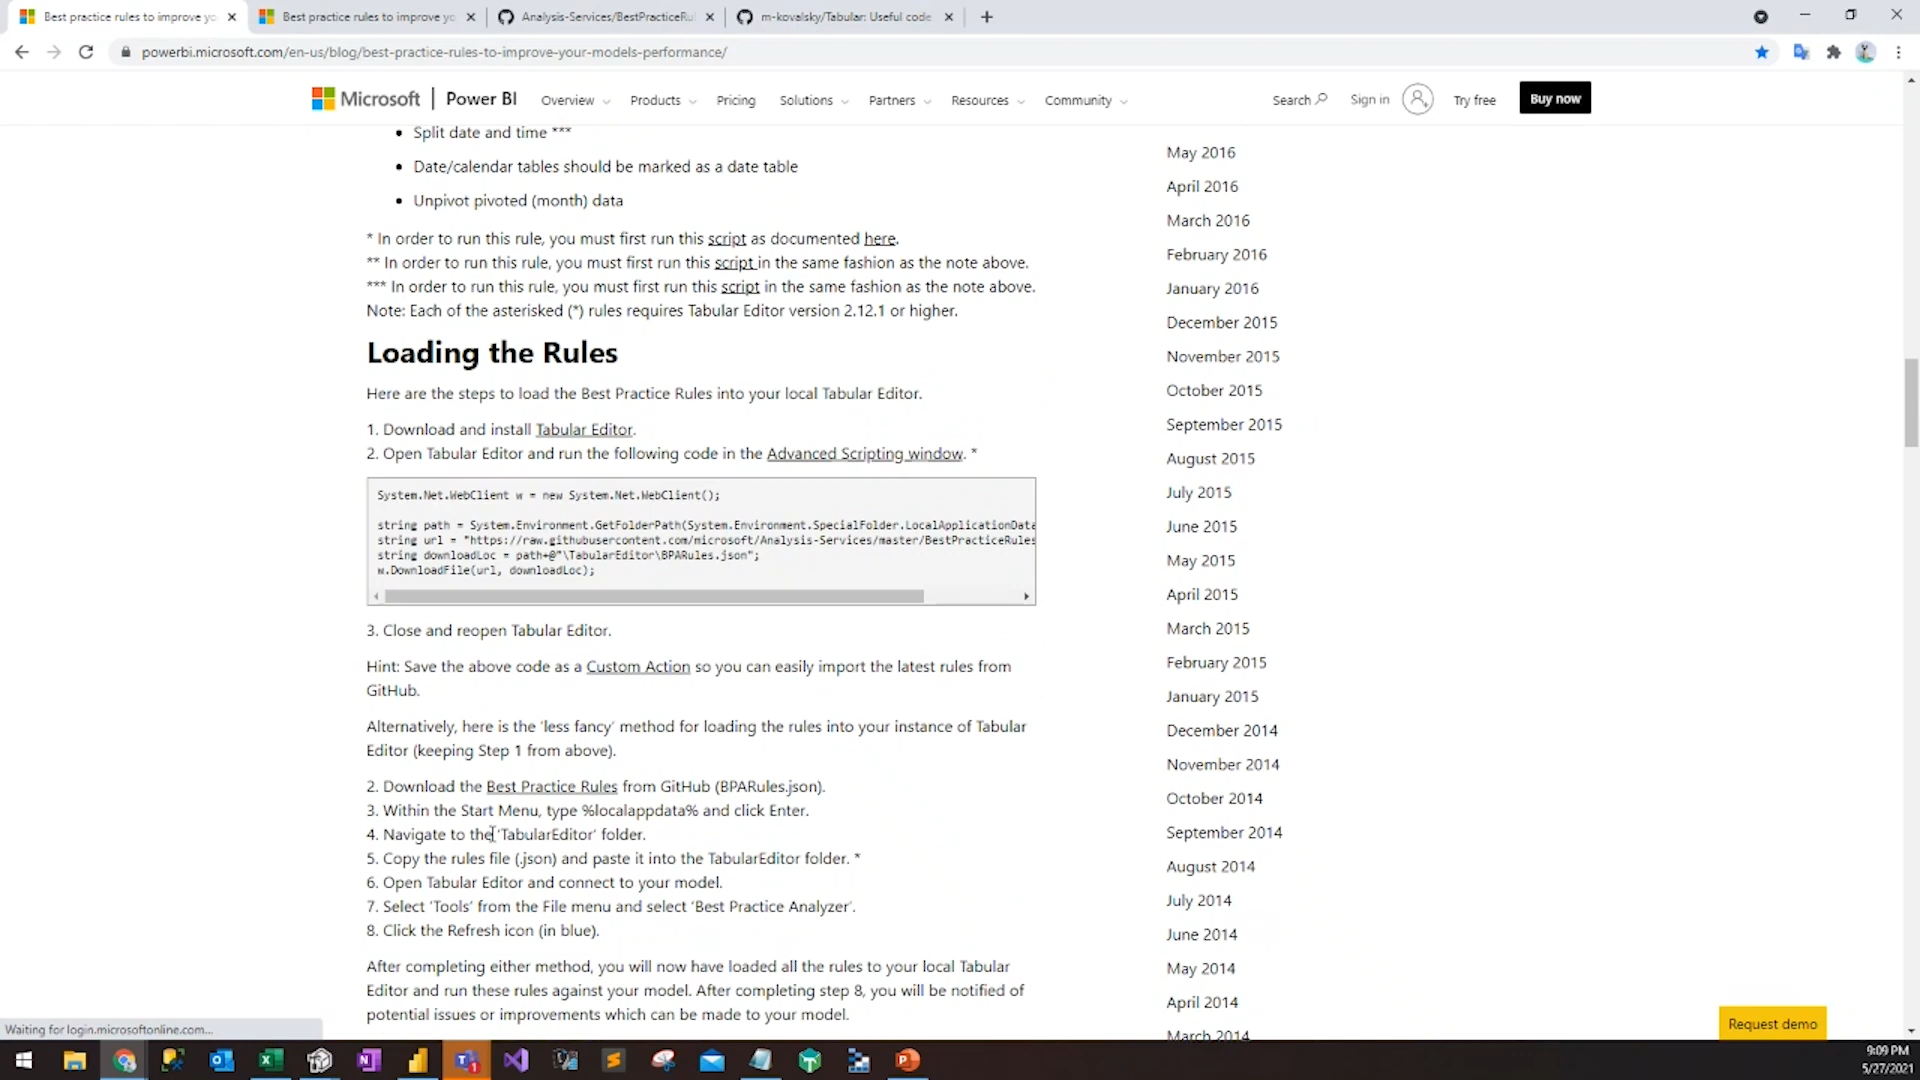 Best practice rules to improve yo
Best practice rules to improve yo
Analysis-Services/BestPracticeRu
m-kovalsky/Tabular: Useful code
powerbi.microsoft.com/en-us/blog/best-practice-rules-to-improve-your-models-performance/
Microsoft | Power BI Overview Products Pricing Solutions Partners Resources Community Search Sign in Try free Buy now
• Split date and time ***
• Date/calendar tables should be marked as a date table
• Unpivot pivoted (month) data
* In order to run this rule, you must first run this script as documented here.
** In order to run this rule, you must first run this script in the same fashion as the note above.
*** In order to run this rule, you must first run this script in the same fashion as the note above.
Note: Each of the asterisked (*) rules requires Tabular Editor version 2.12.1 or higher.
Loading the Rules
Here are the steps to load the Best Practice Rules into your local Tabular Editor.
1. Download and install Tabular Editor.
2. Open Tabular Editor and run the following code in the Advanced Scripting window. *
System.Net.WebClient w = new System.Net.WebClient();
string path = System.Environment.GetFolderPath(System.Environment.SpecialFolder.LocalApplicationData
string url = "https://raw.githubusercontent.com/microsoft/Analysis-Services/master/BestPracticeRules
string downloadLoc = path+@"\TabularEditor\BPARules.json";
w.DownloadFile(url, downloadLoc);
3. Close and reopen Tabular Editor.
Hint: Save the above code as a Custom Action so you can easily import the latest rules from
GitHub.
Alternatively, here is the 'less fancy' method for loading the rules into your instance of Tabular
Editor (keeping Step 1 from above).
2. Download the Best Practice Rules from GitHub (BPARules.json).
3. Within the Start Menu, type %localappdata% and click Enter.
4. Navigate to the 'TabularEditor' folder.
5. Copy the rules file (.json) and paste it into the TabularEditor folder. *
6. Open Tabular Editor and connect to your model.
7. Select 'Tools' from the File menu and select 'Best Practice Analyzer'.
8. Click the Refresh icon (in blue).
After completing either method, you will now have loaded all the rules to your local Tabular
Editor and run these rules against your model. After completing step 8, you will be notified of
potential issues or improvements which can be made to your model.
May 2016
April 2016
March 2016
February 2016
January 2016
December 2015
November 2015
October 2015
September 2015
August 2015
July 2015
June 2015
May 2015
April 2015
March 2015
February 2015
January 2015
December 2014
November 2014
October 2014
September 2014
August 2014
July 2014
June 2014
May 2014
April 2014
March 2014
Request demo
Waiting for login.microsoftonline.com...
9:09 PM
5/27/2021